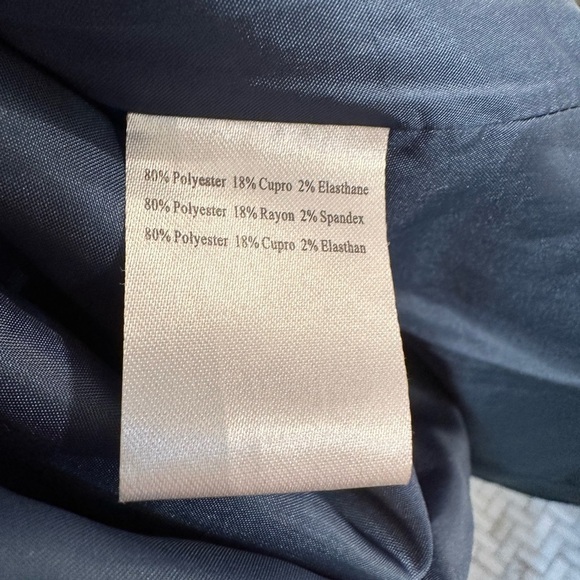 80% Polyester 18% Cupro 2% Elasthane
80% Polyester 18% Rayon 2% Spandex
80% Polyester 18% Cupro 2% Elasthan